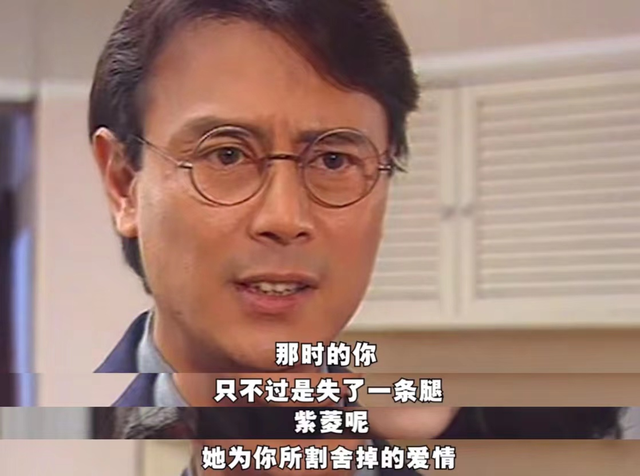 那时的你
只不过是失了一条腿
紫菱呢
她为你所割舍掉的爱情